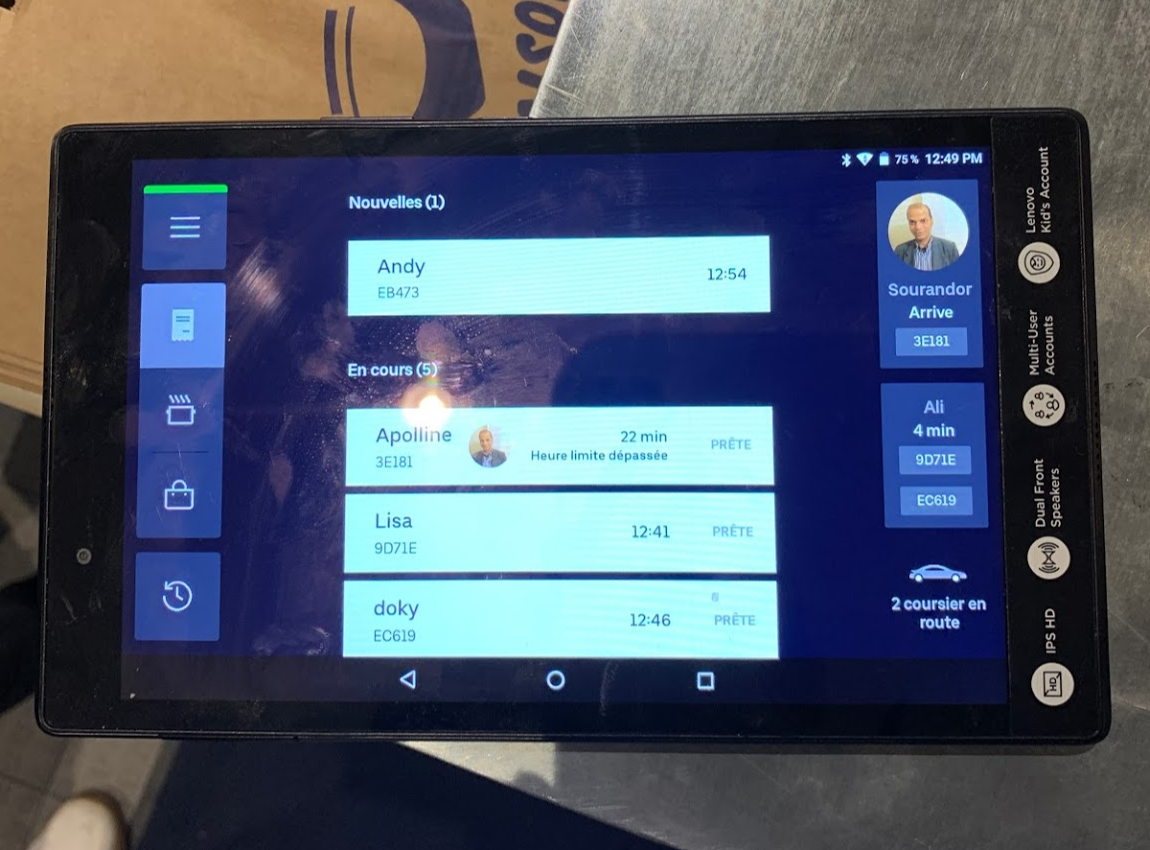 75% 12:49 PM
Nouvelles (1)
Andy
EB473
12:54
En cours (5)
Apolline
3E181
22 min
Heure limite dépassée
PRÊTE
Lisa
9D71E
12:41
PRÊTE
doky
EC619
12:46
PRÊTE
Sourandor
Arrive
3E181
Ali
4 min
9D71E
EC619
2 coursier en
route
Lenovo
Kid's Account
Multi-User
Accounts
Dual Front
Speakers
IPS HD
HD